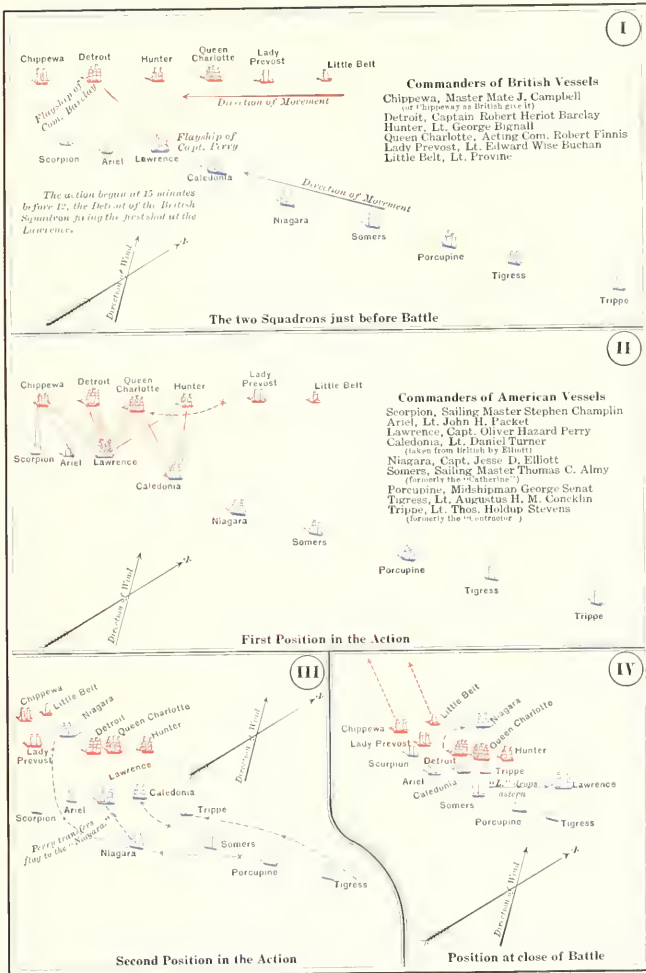 I
Chippewa
Detroit
Hunter
Queen
Charlotte
Lady
Prevost
Little Belt
Flagship of
Com. Barclay
Direction of Movement
Commanders of British Vessels
Chippewa, Master Mate J. Campbell
(or Chippeway as British give it)
Detroit, Captain Robert Heriot Barclay
Hunter, Lt. George Bignall
Queen Charlotte, Acting Com. Robert Finnis
Lady Prevost, Lt. Edward Wise Buchan
Little Belt, Lt. Provine
Scorpion
Ariel
Lawrence
Flagship of
Capt. Perry
Caledonia
Direction of Movement
Niagara
Somers
Porcupine
Tigress
Trippe
The action began at 15 minutes
before 12, the Detroit of the British
Squadron firing the first shot at the
Lawrence.
Direction of Wind
The two Squadrons just before Battle
II
Chippewa
Detroit
Queen
Charlotte
Hunter
Lady
Prevost
Little Belt
Commanders of American Vessels
Scorpion, Sailing Master Stephen Champlin
Ariel, Lt. John H. Packet
Lawrence, Capt. Oliver Hazard Perry
Caledonia, Lt. Daniel Turner
(taken from British by Elliott)
Niagara, Capt. Jesse D. Elliott
Somers, Sailing Master Thomas C. Almy
(formerly the "Catherine")
Porcupine, Midshipman George Senat
Tigress, Lt. Augustus H. M. Concklin
Trippe, Lt. Thos. Holdup Stevens
(formerly the "Contractor")
Scorpion
Ariel
Lawrence
Caledonia
Niagara
Somers
Porcupine
Tigress
Trippe
Direction of Wind
First Position in the Action
III
Chippewa
Little Belt
Niagara
Detroit
Queen Charlotte
Hunter
Lady
Prevost
Lawrence
Direction of Wind
Scorpion
Ariel
Caledonia
Trippe
Perry transfers
flag to the "Niagara."
Niagara
Somers
Porcupine
Tigress
Second Position in the Action
IV
Little Belt
Niagara
Chippewa
Queen Charlotte
Lady Prevost
Scorpion
Detroit
Hunter
Trippe
Ariel
Caledonia
"L." drops
astern
Lawrence
Somers
Porcupine
Tigress
Direction of Wind
Position at close of Battle